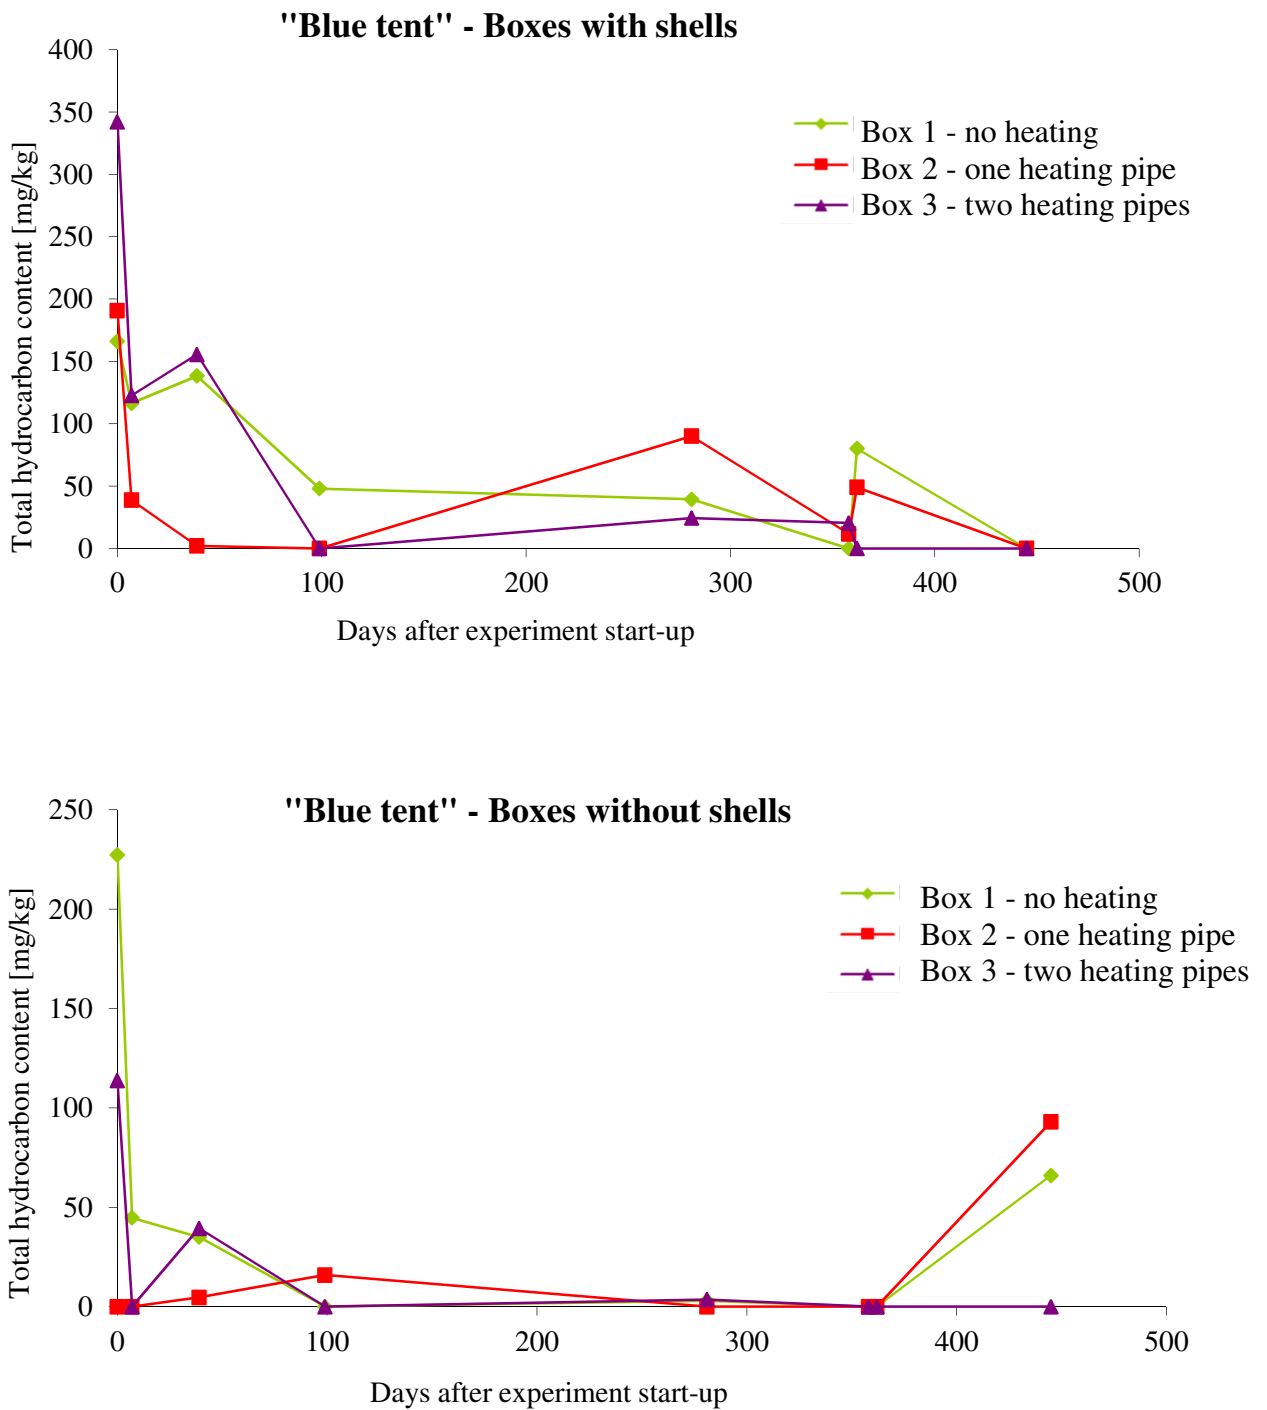 "Blue tent" - Boxes with shells
400
350
300
250
200
150
100
50
0
Total hydrocarbon content [mg/kg]
Box 1 - no heating
Box 2 - one heating pipe
Box 3 - two heating pipes
0 100 200 300 400 500
Days after experiment start-up
"Blue tent" - Boxes without shells
250
200
150
100
50
0
Total hydrocarbon content [mg/kg]
Box 1 - no heating
Box 2 - one heating pipe
Box 3 - two heating pipes
0 100 200 300 400 500
Days after experiment start-up